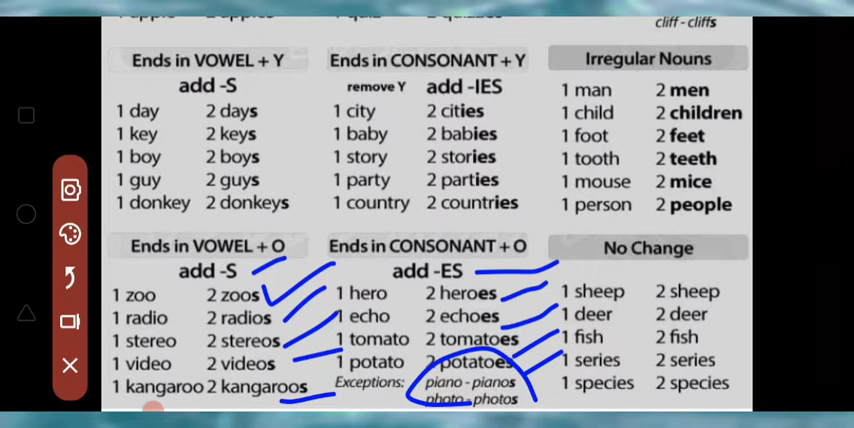 cliff - cliffs
Ends in VOWEL + Y
add -S
1 day 2 days
1 key 2 keys
1 boy 2 boys
1 guy 2 guys
1 donkey 2 donkeys
Ends in CONSONANT + Y
remove Y add -IES
1 city 2 cities
1 baby 2 babies
1 story 2 stories
1 party 2 parties
1 country 2 countries
Irregular Nouns
1 man 2 men
1 child 2 children
1 foot 2 feet
1 tooth 2 teeth
1 mouse 2 mice
1 person 2 people
Ends in VOWEL + O
add -S
1 zoo 2 zoos
1 radio 2 radios
1 stereo 2 stereos
1 video 2 videos
1 kangaroo 2 kangaroos
Ends in CONSONANT + O
add -ES
1 hero 2 heroes
1 echo 2 echoes
1 tomato 2 tomatoes
1 potato 2 potatoes
Exceptions: piano - pianos
photo - photos
No Change
1 sheep 2 sheep
1 deer 2 deer
1 fish 2 fish
1 series 2 series
1 species 2 species